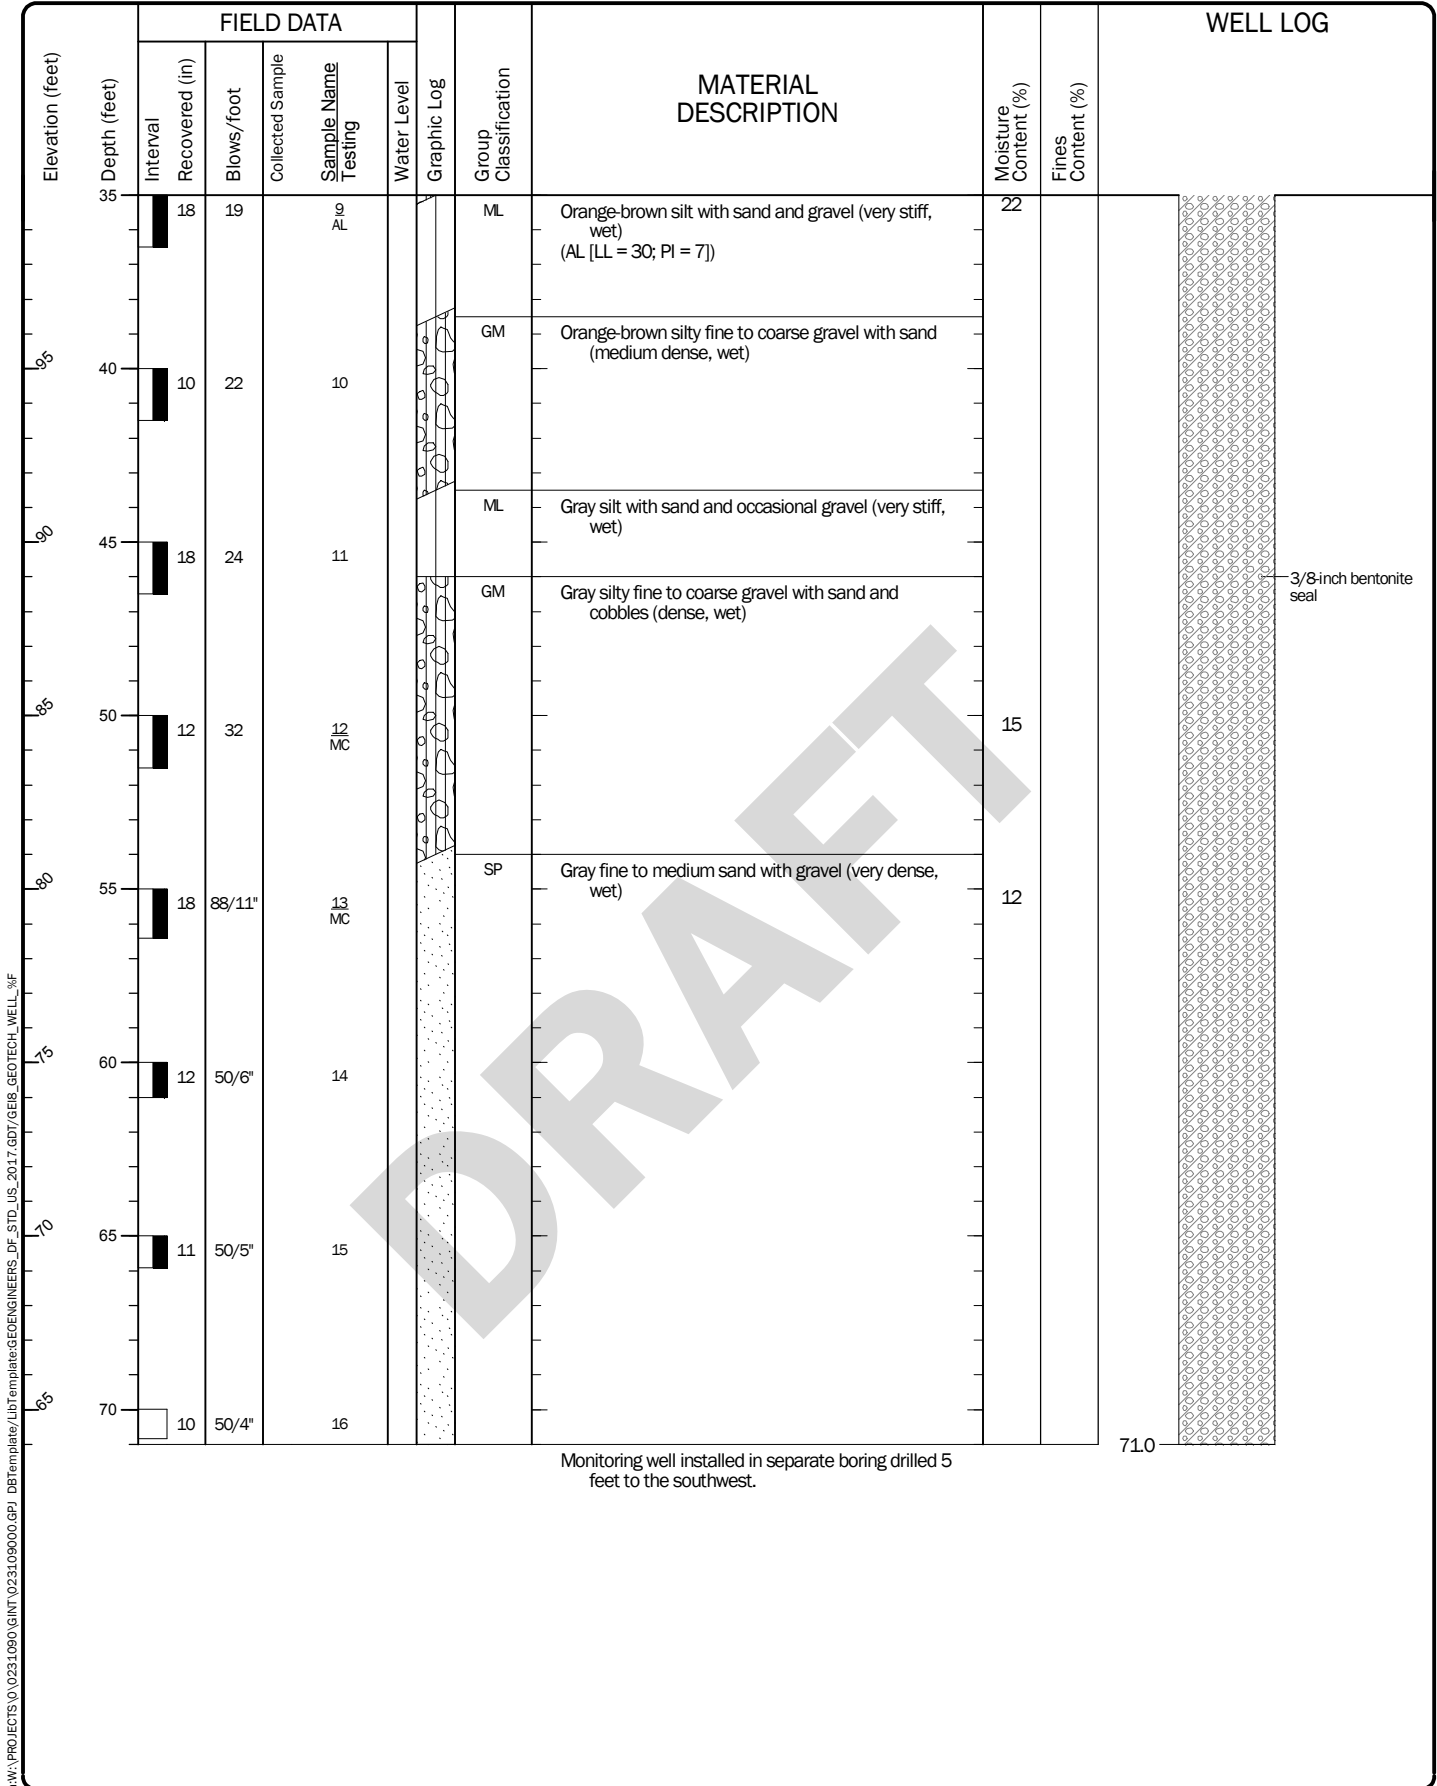 FIELD DATA
WELL LOG
Elevation (feet)
Depth (feet)
Interval
Recovered (in)
Blows/foot
Collected Sample
Sample Name
Testing
Water Level
Graphic Log
Group
Classification
MATERIAL
DESCRIPTION
Moisture
Content (%)
Fines
Content (%)
35
18 19 9
AL
ML
Orange-brown silt with sand and gravel (very stiff,
wet)
(AL [LL = 30; PI = 7])
22
GM
Orange-brown silty fine to coarse gravel with sand
(medium dense, wet)
95
40
10 22 10
ML
Gray silt with sand and occasional gravel (very stiff,
wet)
90
45
18 24 11
GM
Gray silty fine to coarse gravel with sand and
cobbles (dense, wet)
3/8-inch bentonite
seal
85
50
12 32 12
MC
15
SP
Gray fine to medium sand with gravel (very dense,
wet)
80
55
18 88/11" 13
MC
12
75
60
12 50/6" 14
70
65
11 50/5" 15
65
70
10 50/4" 16
71.0
Monitoring well installed in separate boring drilled 5
feet to the southwest.
DRAFT
:W:\PROJECTS\0\0231090\GINT\023109000.GPJ DBTemplate/LibTemplate:GEOENGINEERS_DF_STD_US_2017.GDT/GEI8_GEOTECH_WELL_%F